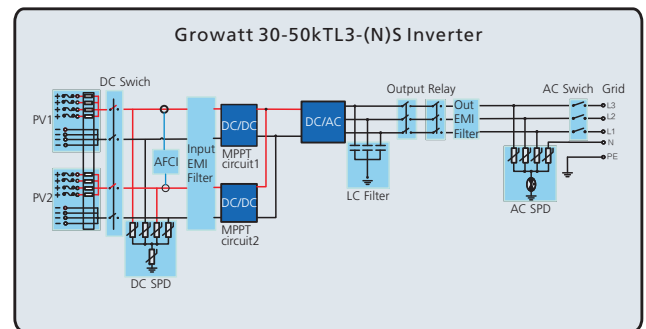 Growatt 30-50kTL3-(N)S Inverter
DC Swich
Output Relay
AC Swich
Grid
PV1
PV2
AFCI
Input
EMI
Filter
DC/DC
MPPT
circuit1
DC/DC
MPPT
circuit2
DC/AC
LC Filter
Out
EMI
Filter
L3
L2
L1
N
PE
AC SPD
DC SPD